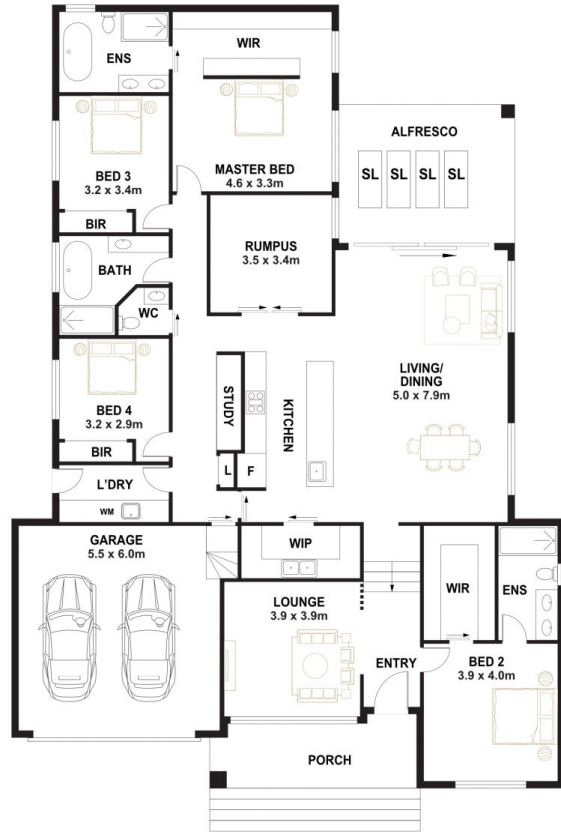 ENS
WIR
MASTER BED
4.6 x 3.3m
BED 3
3.2 x 3.4m
BIR
ALFRESCO
SL SL SL SL
RUMPUS
3.5 x 3.4m
BATH
WC
BED 4
3.2 x 2.9m
BIR
STUDY
KITCHEN
LIVING/
DINING
5.0 x 7.9m
L F
L'DRY
WM
GARAGE
5.5 x 6.0m
WIP
LOUNGE
3.9 x 3.9m
WIR
ENS
ENTRY
BED 2
3.9 x 4.0m
PORCH